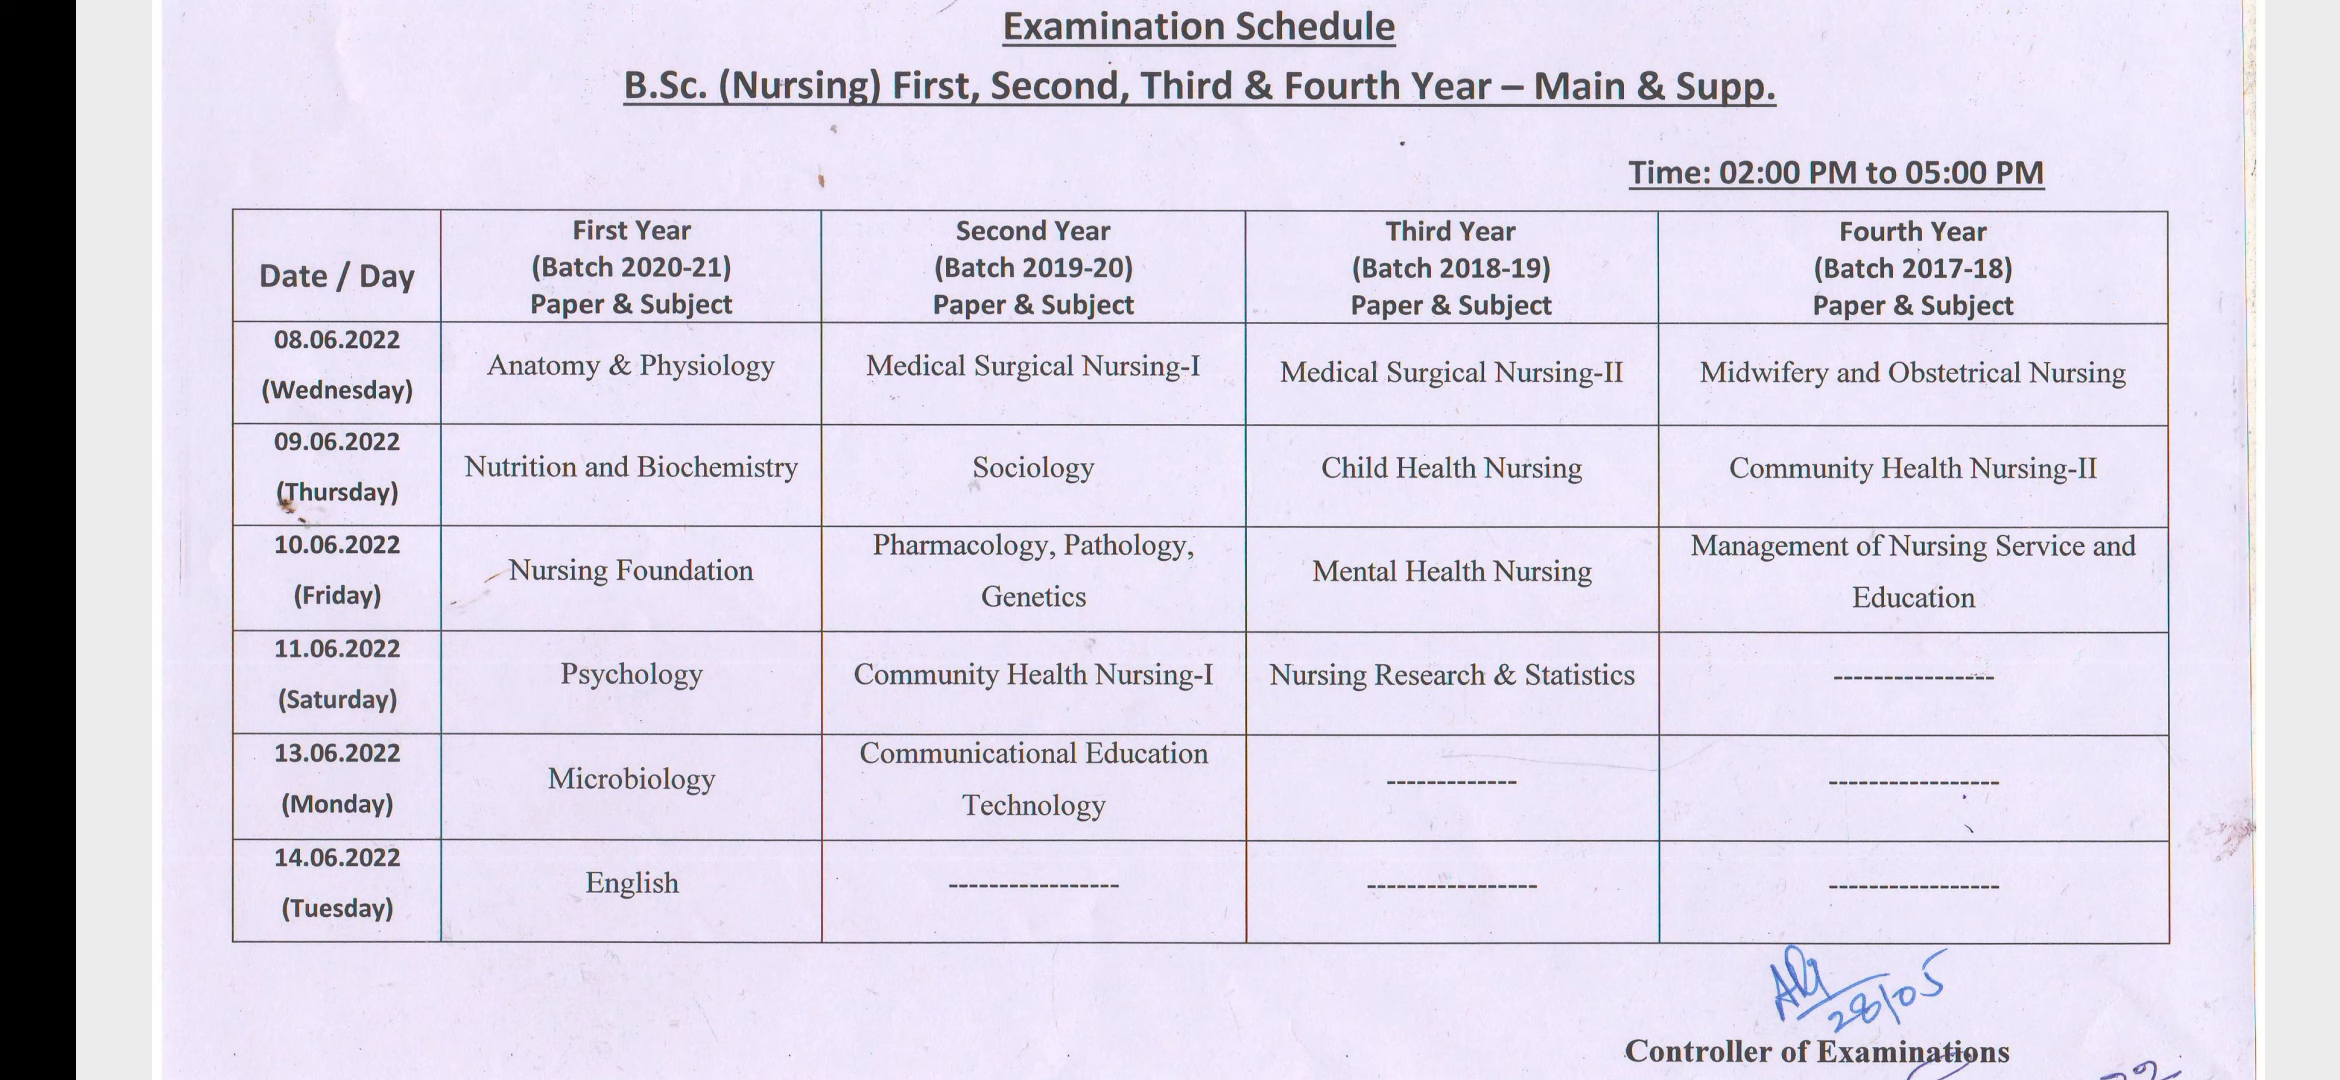 Examination Schedule
B.Sc. (Nursing) First, Second, Third & Fourth Year – Main & Supp.
Time: 02:00 PM to 05:00 PM
Date / Day
First Year
(Batch 2020-21)
Paper & Subject
Second Year
(Batch 2019-20)
Paper & Subject
Third Year
(Batch 2018-19)
Paper & Subject
Fourth Year
(Batch 2017-18)
Paper & Subject
08.06.2022
(Wednesday)
Anatomy & Physiology
Medical Surgical Nursing-I
Medical Surgical Nursing-II
Midwifery and Obstetrical Nursing
09.06.2022
(Thursday)
Nutrition and Biochemistry
Sociology
Child Health Nursing
Community Health Nursing-II
10.06.2022
(Friday)
Nursing Foundation
Pharmacology, Pathology,
Genetics
Mental Health Nursing
Management of Nursing Service and
Education
11.06.2022
(Saturday)
Psychology
Community Health Nursing-I
Nursing Research & Statistics
----------------
13.06.2022
(Monday)
Microbiology
Communicational Education
Technology
-------------
-----------------
14.06.2022
(Tuesday)
English
-----------------
-----------------
-----------------
28/05
Controller of Examinations